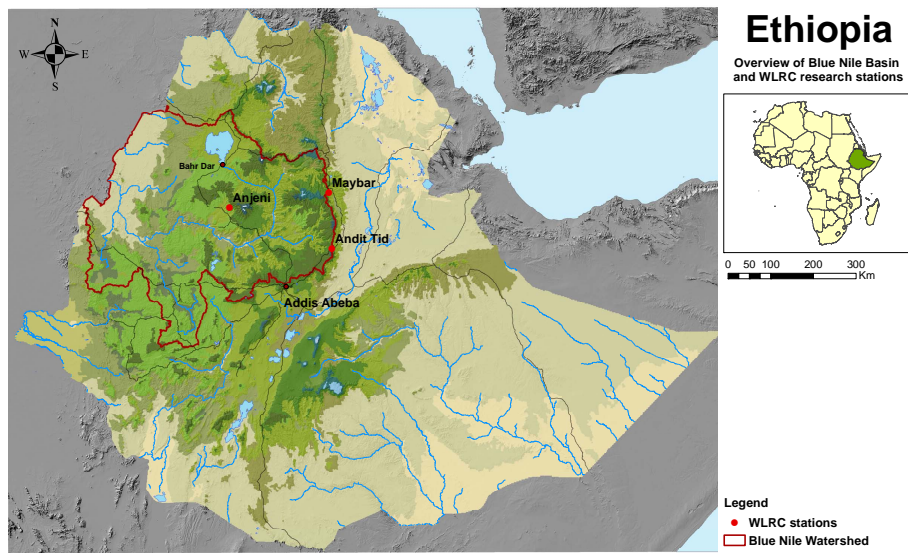 Ethiopia
Overview of Blue Nile Basin
and WLRC research stations
N
W E
S
Bahr Dar
Maybar
Anjeni
Andit Tid
Addis Abeba
0 50 100 200 300
Km
Legend
WLRC stations
Blue Nile Watershed